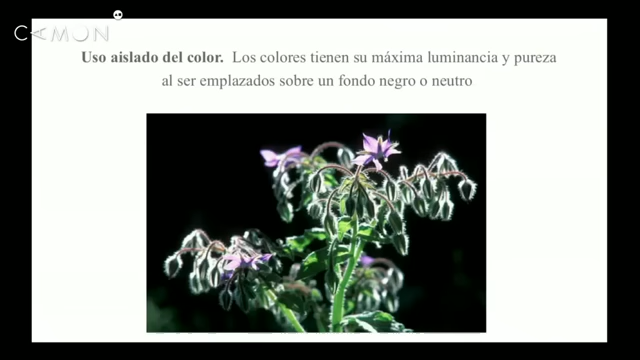 CAMON
Uso aislado del color. Los colores tienen su máxima luminancia y pureza
al ser emplazados sobre un fondo negro o neutro